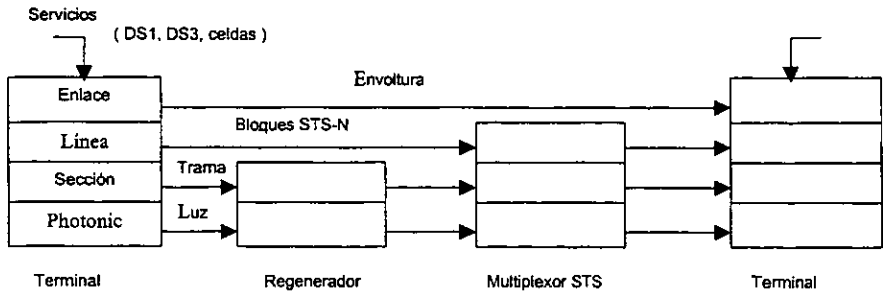 Servicios
( DS1, DS3, celdas )
Enlace
Envoltura
Línea
Bloques STS-N
Sección
Trama
Photonic
Luz
Terminal
Regenerador
Multiplexor STS
Terminal